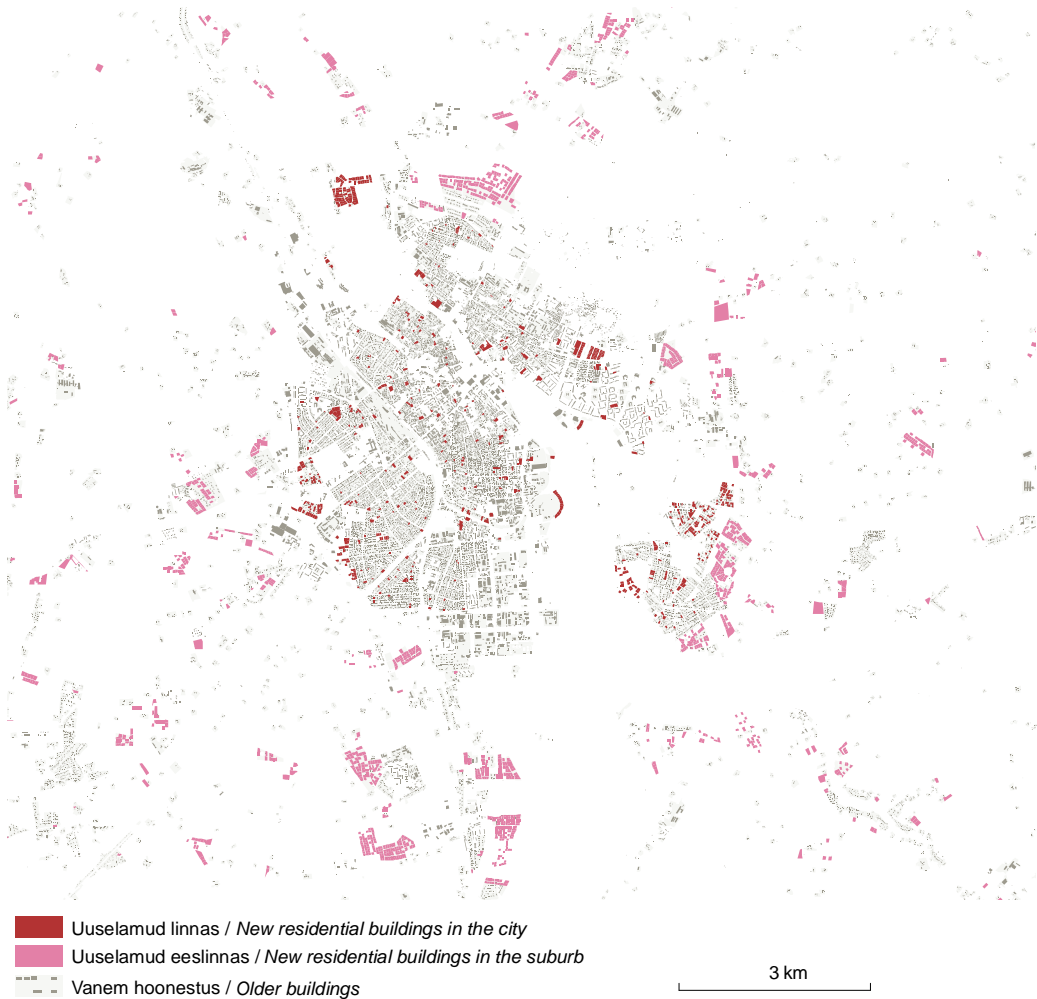 Uuselamud linnas / New residential buildings in the city
Uuselamud eeslinnas / New residential buildings in the suburb
Vanem hoonestus / Older buildings
3 km